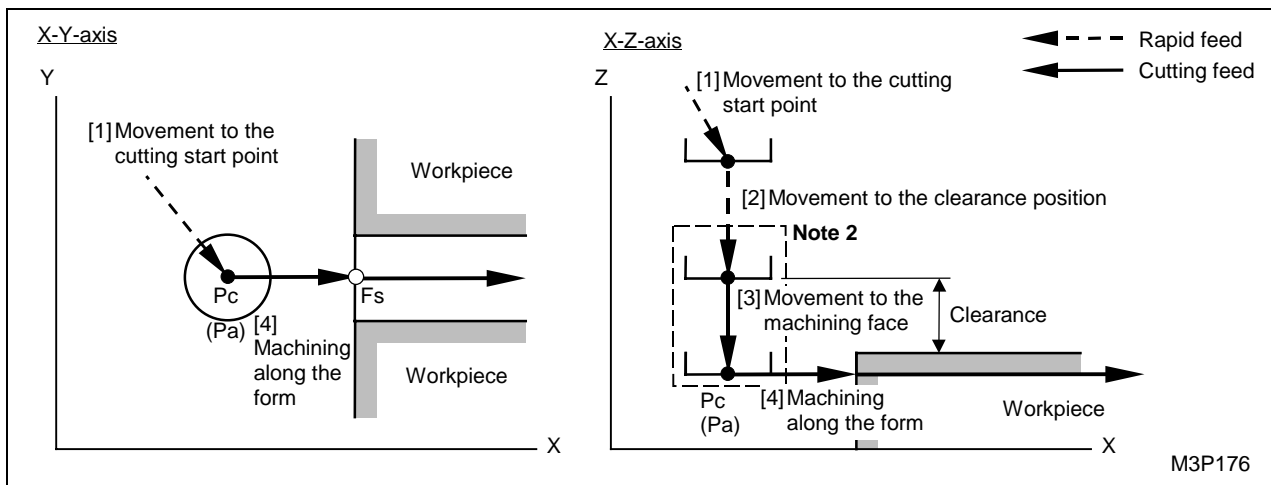 X-Y-axis
Y
[1] Movement to the
cutting start point
Workpiece
Pc
(Pa)
Fs
[4]
Machining
along the
form
Workpiece
X
X-Z-axis
Rapid feed
Cutting feed
Z
[1] Movement to the cutting
start point
[2] Movement to the clearance position
Note 2
[3] Movement to the
machining face
Clearance
Pc
(Pa)
[4] Machining
along the form
Workpiece
X
M3P176